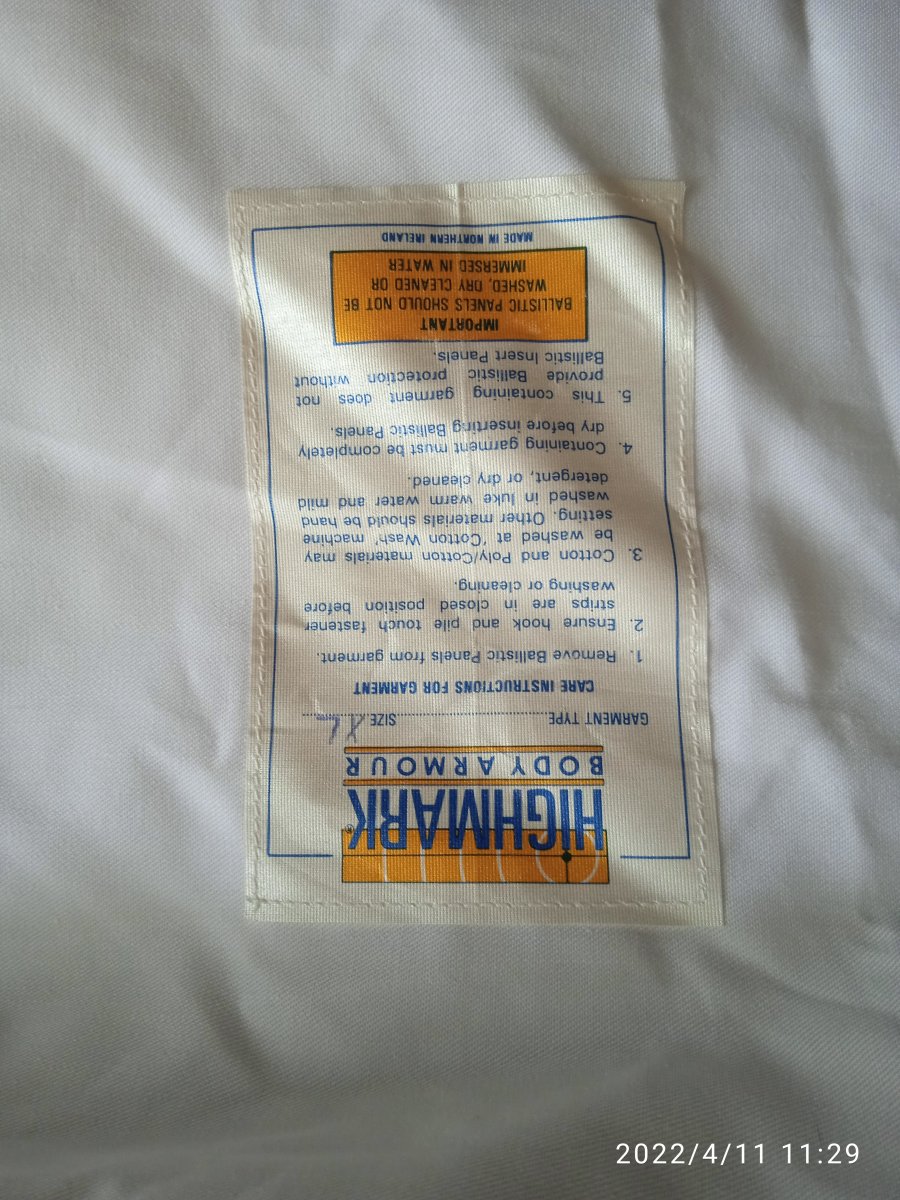 HIGHMARK®
BODY ARMOUR
GARMENT TYPE..............................SIZE XL
CARE INSTRUCTIONS FOR GARMENT
1. Remove Ballistic Panels from garment.
2. Ensure hook and pile touch fastener
strips are in closed position before
washing or cleaning.
3. Cotton and Poly/Cotton materials may
be washed at 'Cotton Wash' machine
setting. Other materials should be hand
washed in luke warm water and mild
detergent, or dry cleaned.
4. Containing garment must be completely
dry before inserting Ballistic Panels.
5. This containing garment does not
provide Ballistic protection without
Ballistic Insert Panels.
IMPORTANT
BALLISTIC PANELS SHOULD NOT BE
WASHED, DRY CLEANED OR
IMMERSED IN WATER
MADE IN NORTHERN IRELAND
2022/4/11 11:29